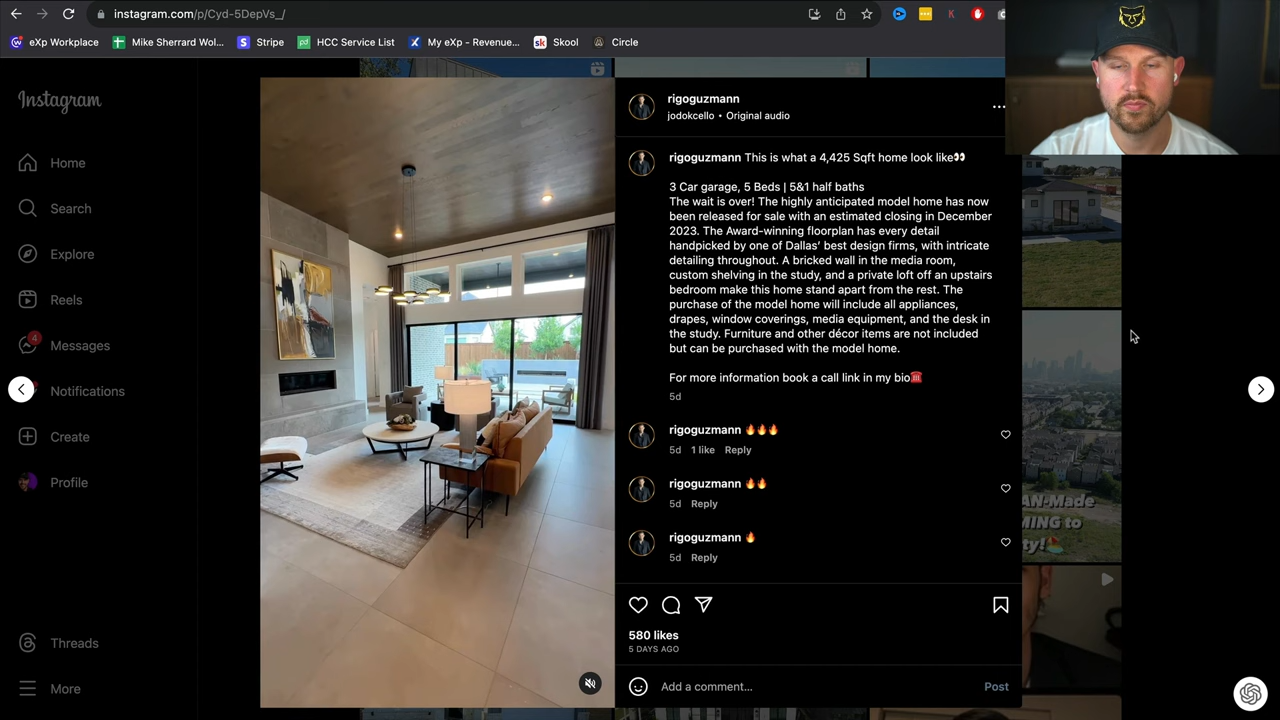 instagram.com/p/Cyd-5DepVs_/
eXp Workplace
Mike Sherrard Wol...
Stripe
HCC Service List
My eXp - Revenue...
Skool
Circle
Instagram
Home
Search
Explore
Reels
4
Messages
Notifications
Create
Profile
Threads
More
rigoguzmann
jodokcello • Original audio
rigoguzmann This is what a 4,425 Sqft home look like👀
3 Car garage, 5 Beds | 5&1 half baths
The wait is over! The highly anticipated model home has now
been released for sale with an estimated closing in December
2023. The Award-winning floorplan has every detail
handpicked by one of Dallas’ best design firms, with intricate
detailing throughout. A bricked wall in the media room,
custom shelving in the study, and a private loft off an upstairs
bedroom make this home stand apart from the rest. The
purchase of the model home will include all appliances,
drapes, window coverings, media equipment, and the desk in
the study. Furniture and other décor items are not included
but can be purchased with the model home.
For more information book a call link in my bio☎️
5d
rigoguzmann 🔥🔥🔥
5d 1 like Reply
rigoguzmann 🔥🔥
5d Reply
rigoguzmann 🔥
5d Reply
580 likes
5 DAYS AGO
Add a comment...
Post
AN-Made
MING to
ty!🏖️